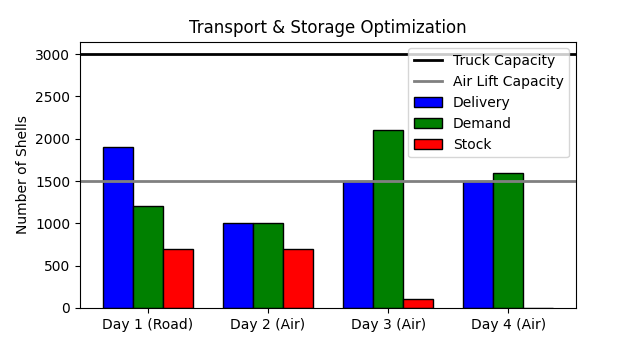 Transport & Storage Optimization
Number of Shells
3000
2500
2000
1500
1000
500
0
Truck Capacity
Air Lift Capacity
Delivery
Demand
Stock
Day 1 (Road)
Day 2 (Air)
Day 3 (Air)
Day 4 (Air)